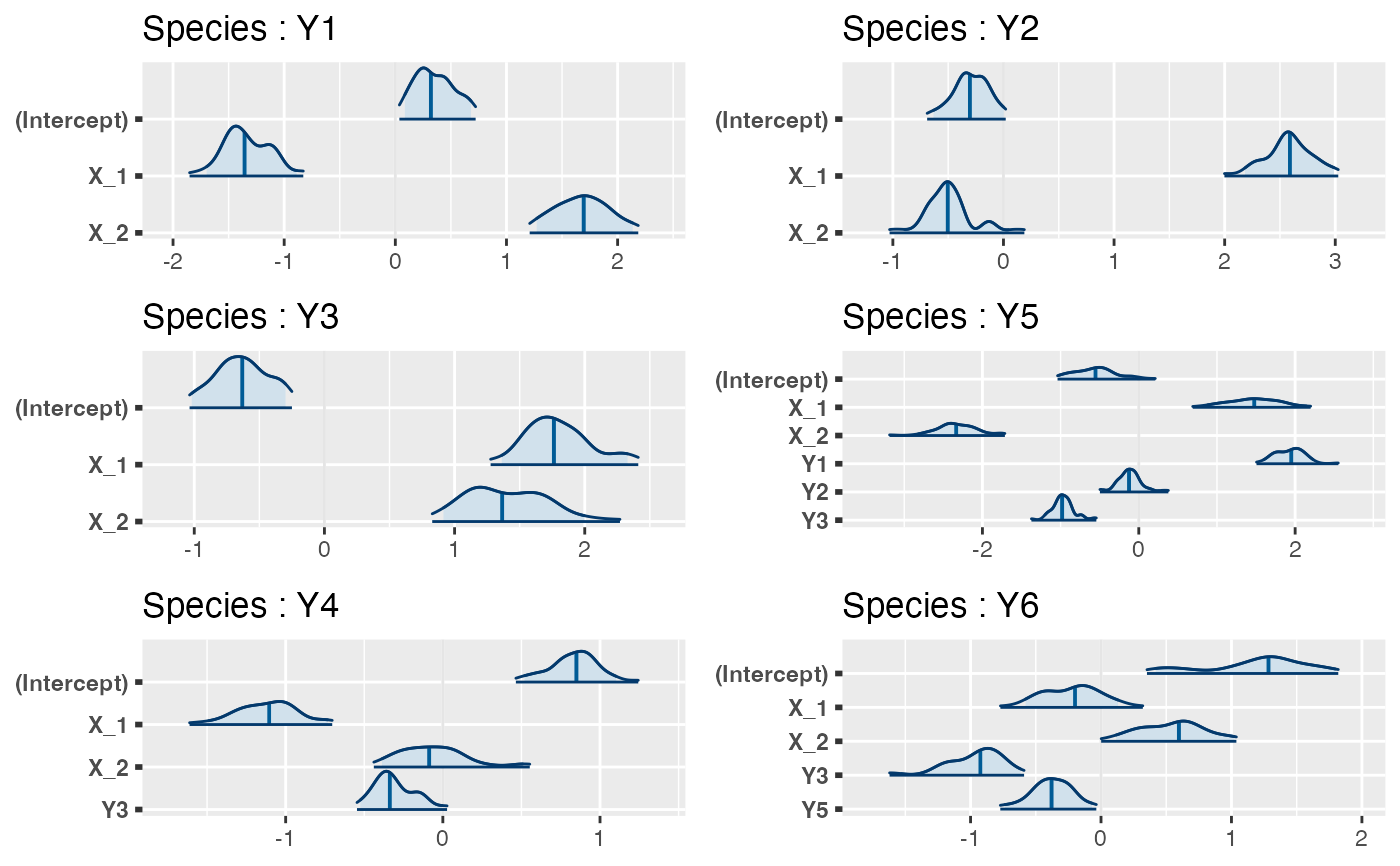 Species : Y1
(Intercept)
X_1
X_2
-2 -1 0 1 2
Species : Y2
(Intercept)
X_1
X_2
-1 0 1 2 3
Species : Y3
(Intercept)
X_1
X_2
-1 0 1 2
Species : Y5
(Intercept)
X_1
X_2
Y1
Y2
Y3
-2 0 2
Species : Y4
(Intercept)
X_1
X_2
Y3
-1 0 1
Species : Y6
(Intercept)
X_1
X_2
Y3
Y5
-1 0 1 2